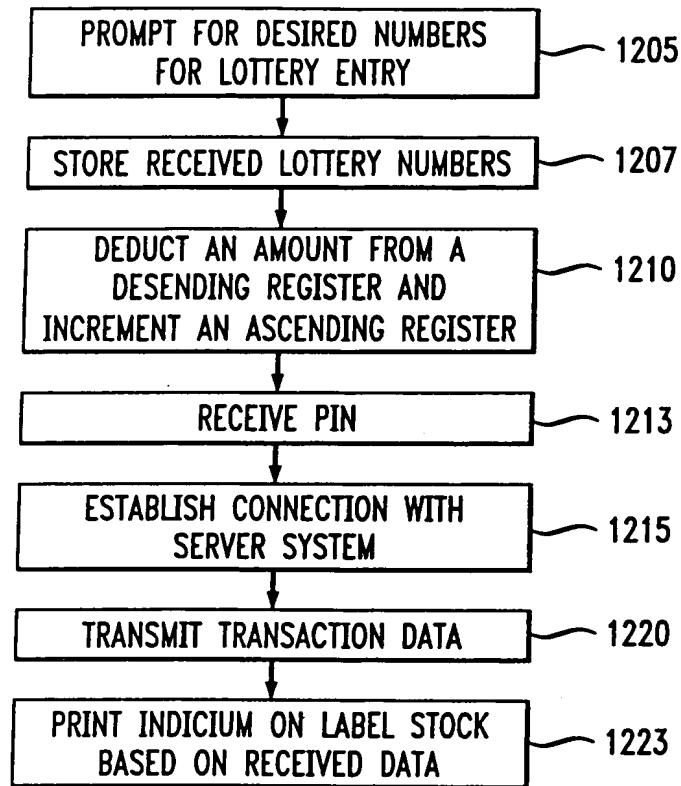 PROMPT FOR DESIRED NUMBERS
FOR LOTTERY ENTRY
1205
STORE RECEIVED LOTTERY NUMBERS
1207
DEDUCT AN AMOUNT FROM A
DESENDING REGISTER AND
INCREMENT AN ASCENDING REGISTER
1210
RECEIVE PIN
1213
ESTABLISH CONNECTION WITH
SERVER SYSTEM
1215
TRANSMIT TRANSACTION DATA
1220
PRINT INDICIUM ON LABEL STOCK
BASED ON RECEIVED DATA
1223